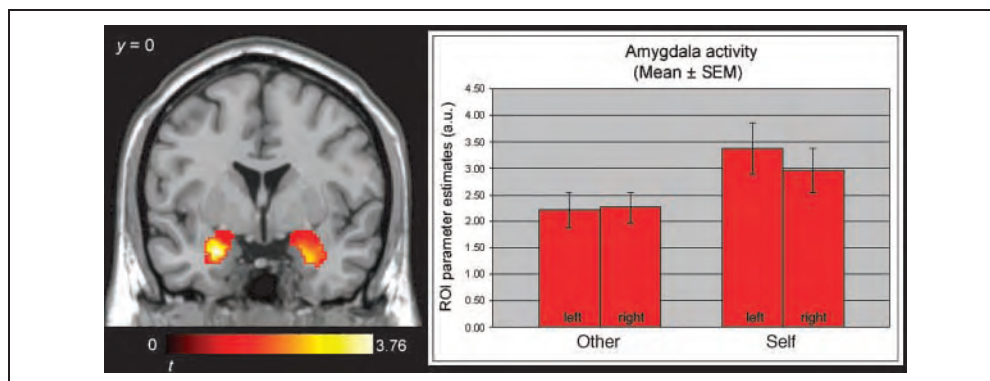 y = 0
0
3.76
t
Amygdala activity
(Mean ± SEM)
ROI parameter estimates (a.u.)
4.50
4.00
3.50
3.00
2.50
2.00
1.50
1.00
0.50
0.00
left
right
left
right
Other
Self